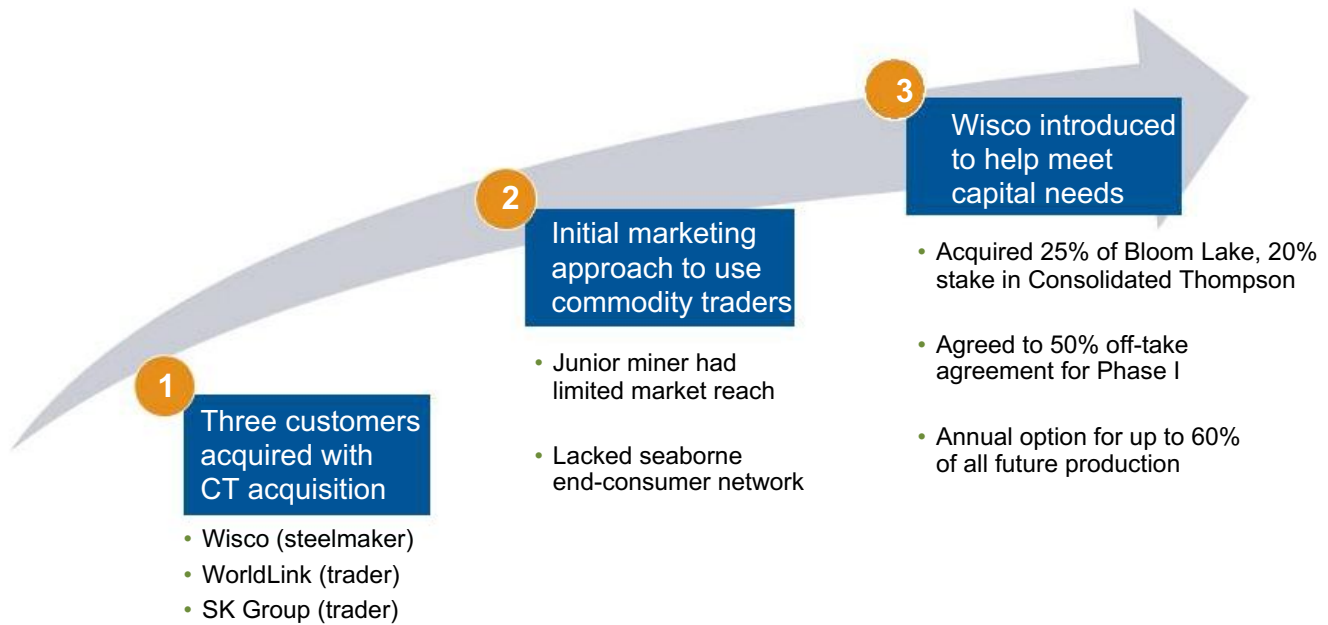 1
Three customers
acquired with
CT acquisition
• Wisco (steelmaker)
• WorldLink (trader)
• SK Group (trader)
2
Initial marketing
approach to use
commodity traders
• Junior miner had
limited market reach
• Lacked seaborne
end-consumer network
3
Wisco introduced
to help meet
capital needs
• Acquired 25% of Bloom Lake, 20%
stake in Consolidated Thompson
• Agreed to 50% off-take
agreement for Phase I
• Annual option for up to 60%
of all future production